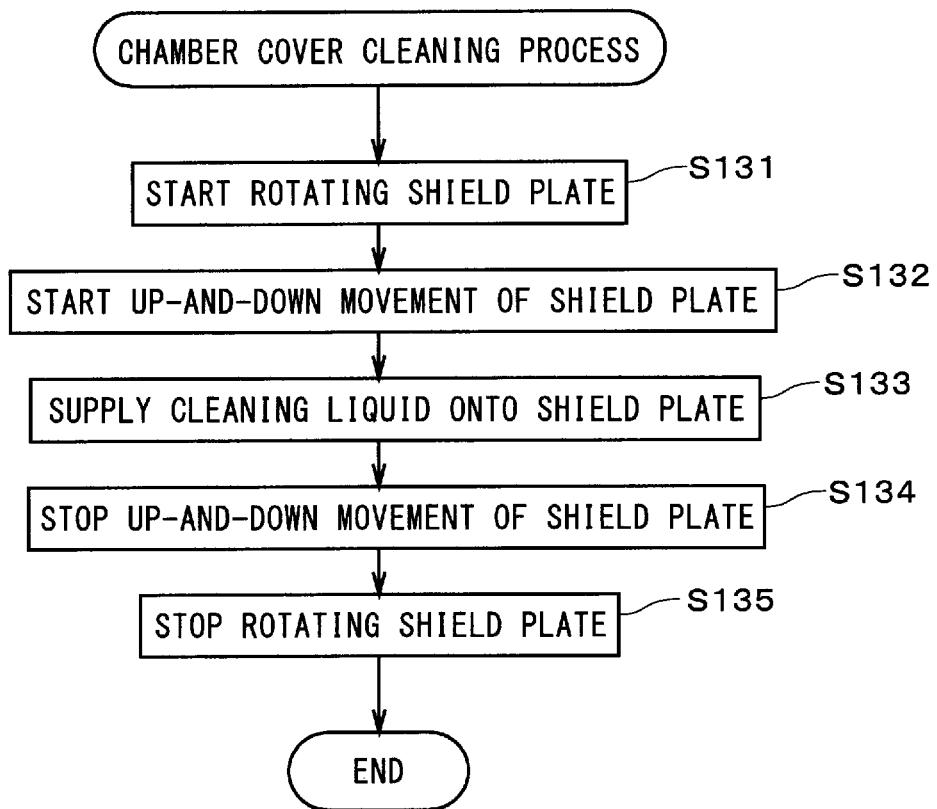 CHAMBER COVER CLEANING PROCESS
S131
START ROTATING SHIELD PLATE
S132
START UP-AND-DOWN MOVEMENT OF SHIELD PLATE
S133
SUPPLY CLEANING LIQUID ONTO SHIELD PLATE
S134
STOP UP-AND-DOWN MOVEMENT OF SHIELD PLATE
S135
STOP ROTATING SHIELD PLATE
END